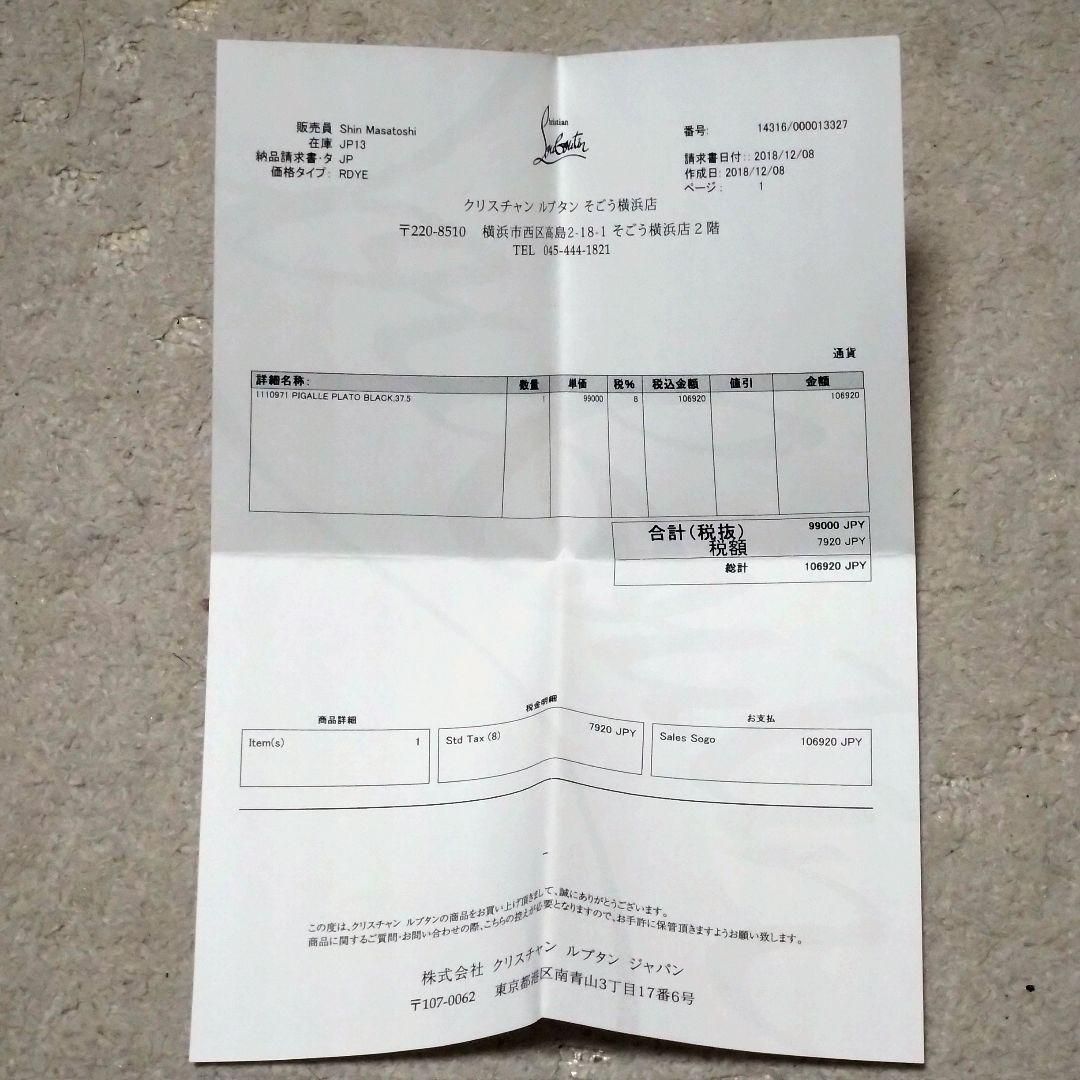 販売員 Shin Masatoshi
在庫 JP13
納品請求書・タ JP
価格タイプ: RDYE
Christian
Louboutin
番号: 14316/000013327
請求書日付:: 2018/12/08
作成日: 2018/12/08
ページ: 1
クリスチャン ルブタン そごう横浜店
〒220-8510 横浜市西区高島2-18-1 そごう横浜店2階
TEL 045-444-1821
通貨
詳細名称: 数量 単価 税% 税込金額 値引 金額
1110971 PIGALLE PLATO BLACK,37.5 1 99000 8 106920 106920
合計(税抜) 99000 JPY
税額 7920 JPY
総計 106920 JPY
商品詳細 税金明細 お支払
Item(s) 1 Std Tax (8) 7920 JPY Sales Sogo 106920 JPY
-
この度は、クリスチャン ルブタンの商品をお買い上げ頂きまして、誠にありがとうございます。
商品に関するご質問・お問い合わせの際、こちらの控えが必要となりますので、お手許に保管頂きますようお願い致します。
株式会社 クリスチャン ルブタン ジャパン
〒107-0062 東京都港区南青山3丁目17番6号